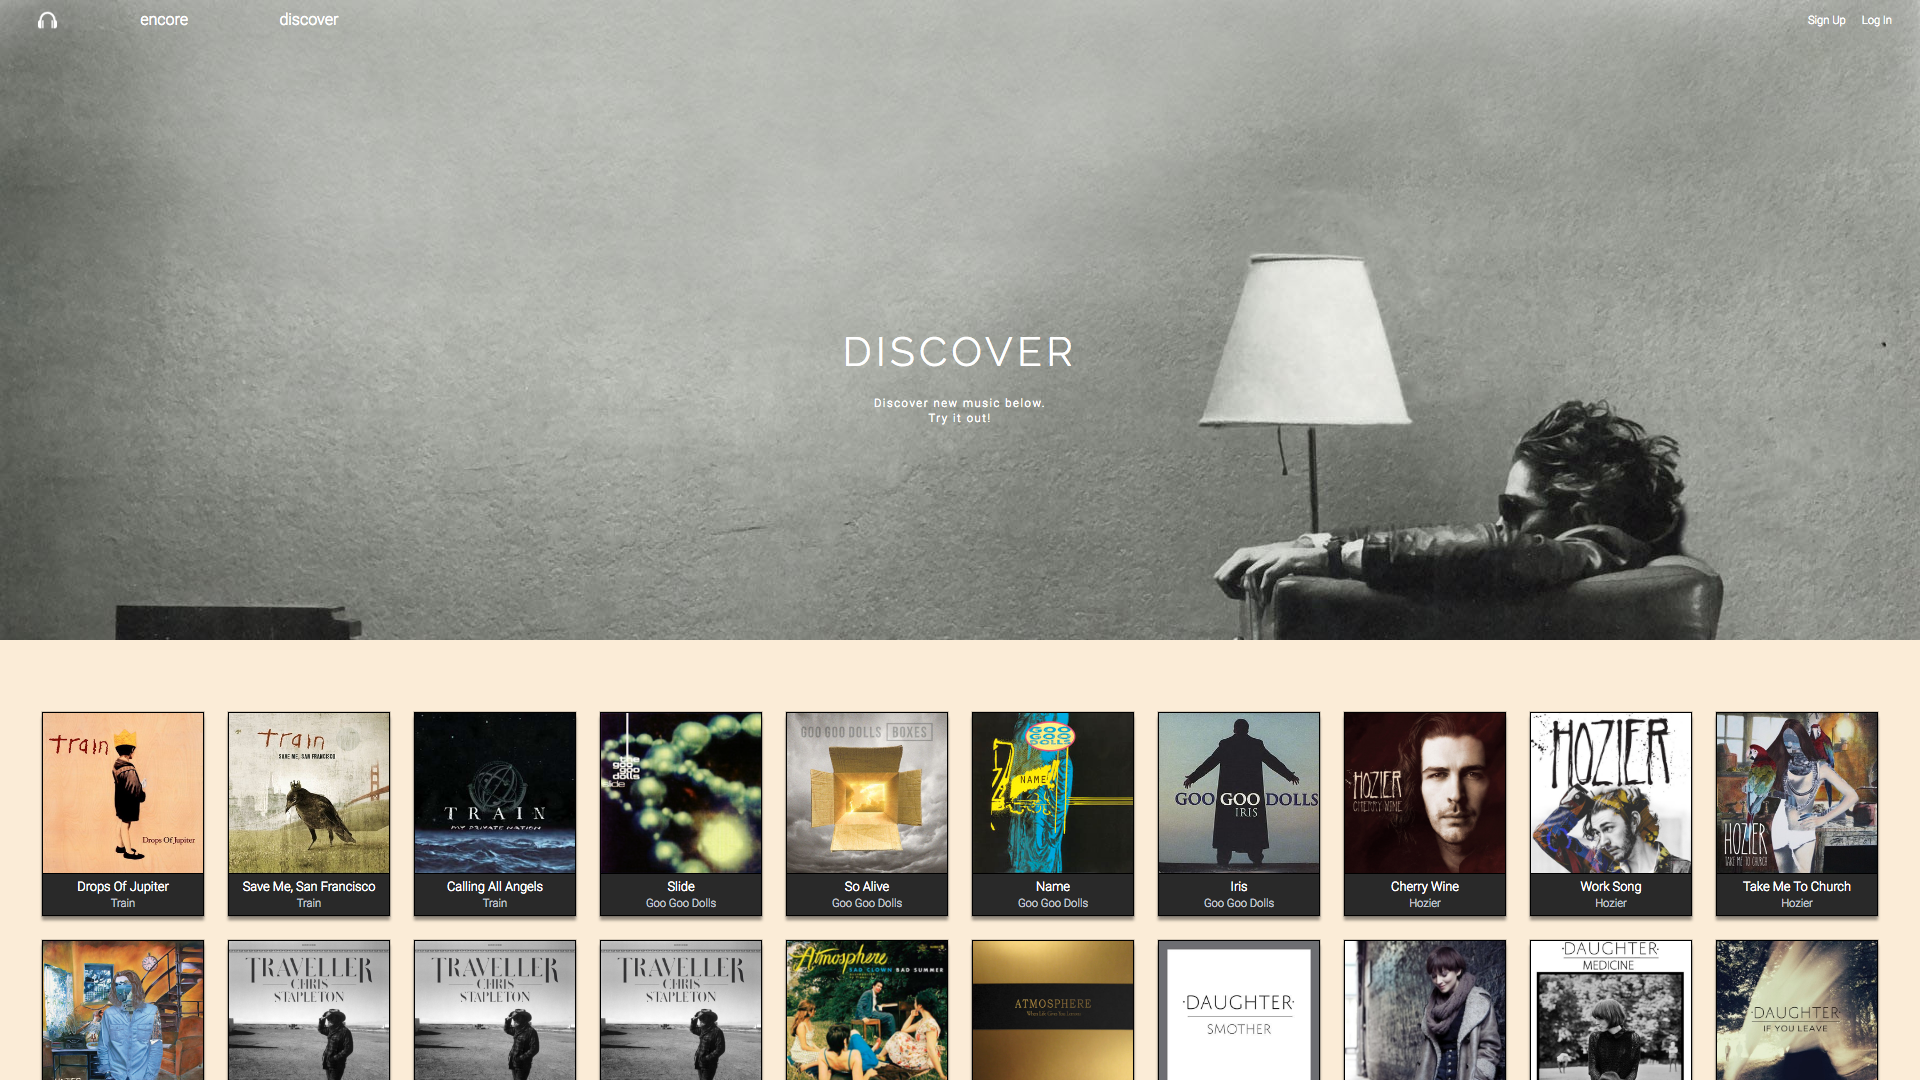 encore
discover
Sign Up
Log In
DISCOVER
Discover new music below.
Try it out!
train
Drops Of Jupiter
train
SAVE ME, SAN FRANCISCO
TRAIN
MY PRIVATE NATION
the
goo
goo
dolls
slide
GOO GOO DOLLS BOXES
GOO
GOO
DOLLS
NAME
GOO GOO DOLLS
IRIS
HOZIER
CHERRY WINE
HOZIER
HOZIER
TAKE ME TO CHURCH
Drops Of Jupiter
Train
Save Me, San Francisco
Train
Calling All Angels
Train
Slide
Goo Goo Dolls
So Alive
Goo Goo Dolls
Name
Goo Goo Dolls
Iris
Goo Goo Dolls
Cherry Wine
Hozier
Work Song
Hozier
Take Me To Church
Hozier
TRAVELLER
CHRIS
STAPLETON
TRAVELLER
CHRIS
STAPLETON
TRAVELLER
CHRIS
STAPLETON
Atmosphere
SAD CLOWN BAD SUMMER
ATMOSPHERE
·DAUGHTER·
SMOTHER
·DAUGHTER·
MEDICINE
·DAUGHTER·
IF YOU LEAVE